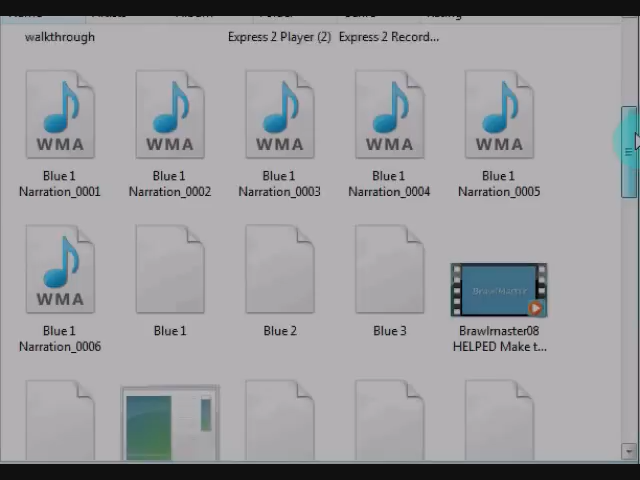 walkthrough
Express 2 Player (2)
Express 2 Record...
WMA
WMA
WMA
WMA
WMA
Blue 1
Narration_0001
Blue 1
Narration_0002
Blue 1
Narration_0003
Blue 1
Narration_0004
Blue 1
Narration_0005
WMA
BrawlMaster
Blue 1
Narration_0006
Blue 1
Blue 2
Blue 3
Brawlmaster08
HELPED Make t...